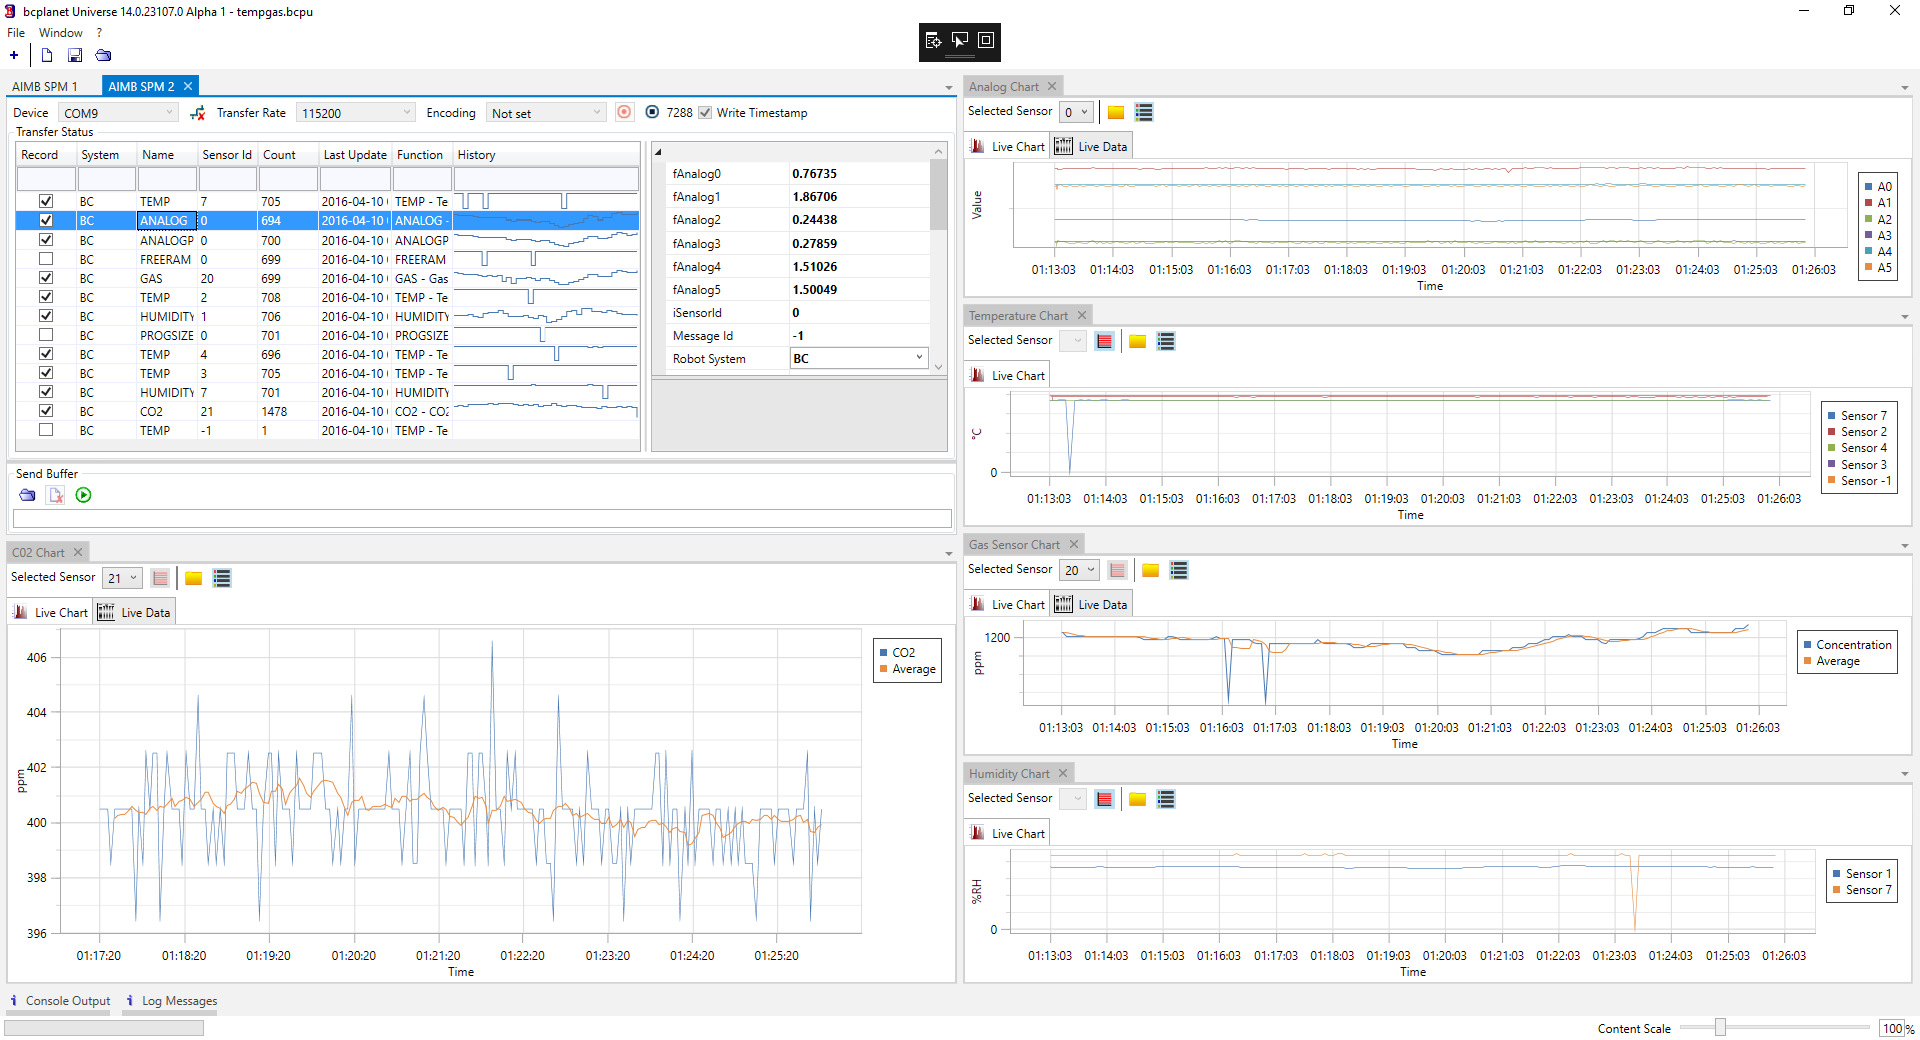 bcplanet Universe 14.0.23107.0 Alpha 1 - tempgas.bcpu
File Window ?
AIMB SPM 1 AIMB SPM 2
Device COM9 Transfer Rate 115200 Encoding Not set 7288 Write Timestamp
Transfer Status
Record System Name Sensor Id Count Last Update Function History
BC TEMP 7 705 2016-04-10 TEMP - Te
BC ANALOG 0 694 2016-04-10 ANALOG -
BC ANALOGP 0 700 2016-04-10 ANALOGP
BC FREERAM 0 699 2016-04-10 FREERAM
BC GAS 20 699 2016-04-10 GAS - Gas
BC TEMP 2 708 2016-04-10 TEMP - Te
BC HUMIDITY 1 706 2016-04-10 HUMIDITY
BC PROGSIZE 0 701 2016-04-10 PROGSIZE
BC TEMP 4 696 2016-04-10 TEMP - Te
BC TEMP 3 705 2016-04-10 TEMP - Te
BC HUMIDITY 7 701 2016-04-10 HUMIDITY
BC CO2 21 1478 2016-04-10 CO2 - CO2
BC TEMP -1 1 2016-04-10 TEMP - Te
fAnalog0 0.76735
fAnalog1 1.86706
fAnalog2 0.24438
fAnalog3 0.27859
fAnalog4 1.51026
fAnalog5 1.50049
iSensorId 0
Message Id -1
Robot System BC
Send Buffer
C02 Chart
Selected Sensor 21
Live Chart Live Data
406
404
402
400
398
396
ppm
01:17:20 01:18:20 01:19:20 01:20:20 01:21:20 01:22:20 01:23:20 01:24:20 01:25:20
Time
CO2
Average
Analog Chart
Selected Sensor 0
Live Chart Live Data
Value
01:13:03 01:14:03 01:15:03 01:16:03 01:17:03 01:18:03 01:19:03 01:20:03 01:21:03 01:22:03 01:23:03 01:24:03 01:25:03 01:26:03
Time
A0
A1
A2
A3
A4
A5
Temperature Chart
Selected Sensor
Live Chart
°C
0
01:13:03 01:14:03 01:15:03 01:16:03 01:17:03 01:18:03 01:19:03 01:20:03 01:21:03 01:22:03 01:23:03 01:24:03 01:25:03 01:26:03
Time
Sensor 7
Sensor 2
Sensor 4
Sensor 3
Sensor -1
Gas Sensor Chart
Selected Sensor 20
Live Chart Live Data
1200
ppm
01:13:03 01:14:03 01:15:03 01:16:03 01:17:03 01:18:03 01:19:03 01:20:03 01:21:03 01:22:03 01:23:03 01:24:03 01:25:03 01:26:03
Time
Concentration
Average
Humidity Chart
Selected Sensor
Live Chart
%RH
0
01:13:03 01:14:03 01:15:03 01:16:03 01:17:03 01:18:03 01:19:03 01:20:03 01:21:03 01:22:03 01:23:03 01:24:03 01:25:03 01:26:03
Time
Sensor 1
Sensor 7
Console Output Log Messages
Content Scale 100 %